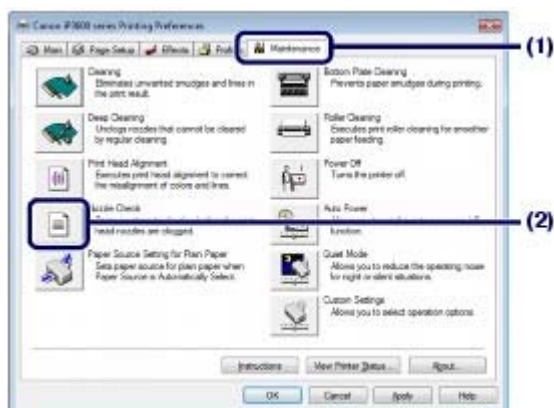 Canon iP3600 series Printing Preferences
Main
Page Setup
Effects
Maintenance
(1)
Cleaning
Eliminates unwanted smudges and lines in
the print result.
Bottom Plate Cleaning
Prevents paper smudges during printing.
Deep Cleaning
Unclogs nozzles that cannot be cleared
by regular cleaning.
Roller Cleaning
Executes print roller cleaning for smoother
paper feeding.
Print Head Alignment
Executes print head alignment to correct
the misalignment of colors and lines.
Power Off
Turns the printer off.
Nozzle Check
head nozzles are clogged.
(2)
Auto Power
function.
Paper Source Setting for Plain Paper
Sets paper source for plain paper when
Paper Source is Automatically Select.
Quiet Mode
Allows you to reduce the operating noise
for night or silent situations.
Custom Settings
Allows you to select operation options.
Instructions
View Printer Status...
About...
OK
Cancel
Apply
Help